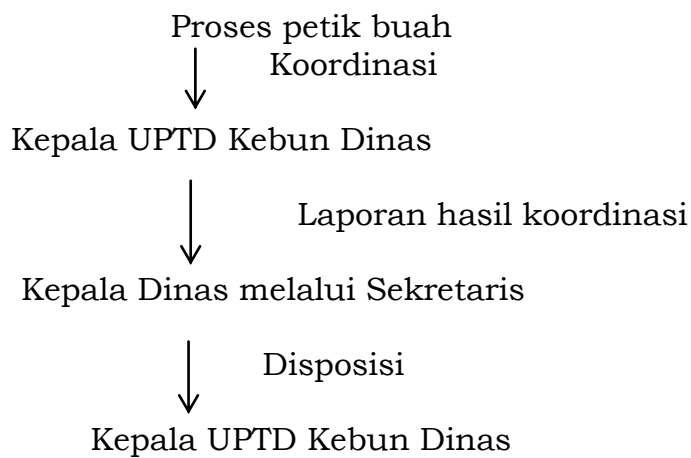 Proses petik buah
Koordinasi
Kepala UPTD Kebun Dinas
Laporan hasil koordinasi
Kepala Dinas melalui Sekretaris
Disposisi
Kepala UPTD Kebun Dinas